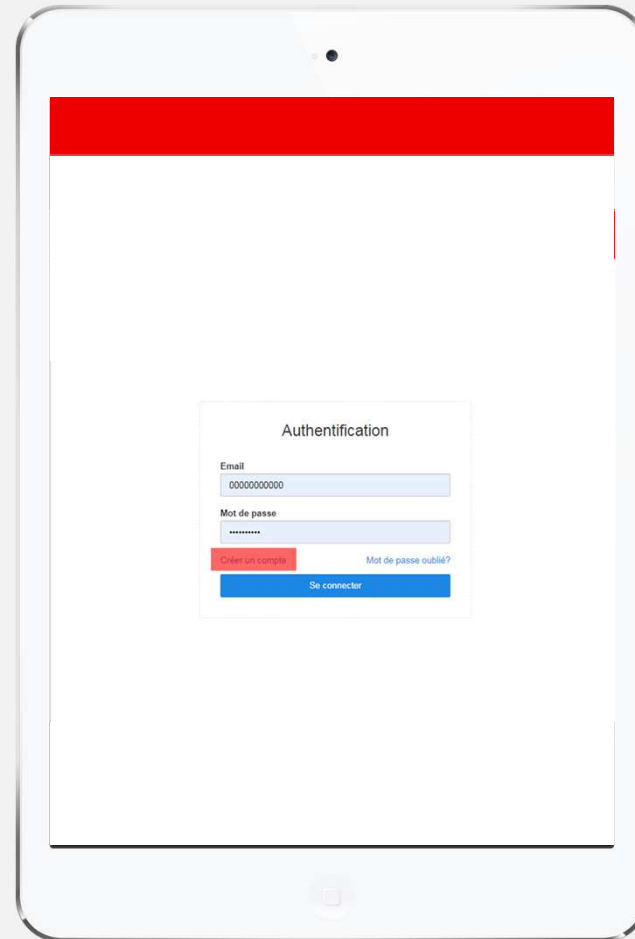 Authentification
Email
00000000000
Mot de passe
••••••••••
Créer un compte
Mot de passe oublié?
Se connecter